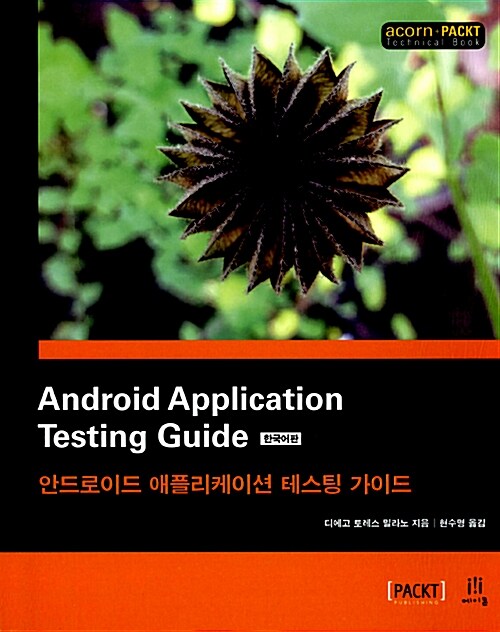 acorn+PACKT
Technical Book
Android Application
Testing Guide 한국어판
안드로이드 애플리케이션 테스팅 가이드
디에고 토레스 밀라노 지음 | 현수명 옮김
[PACKT]
PUBLISHING
에이콘